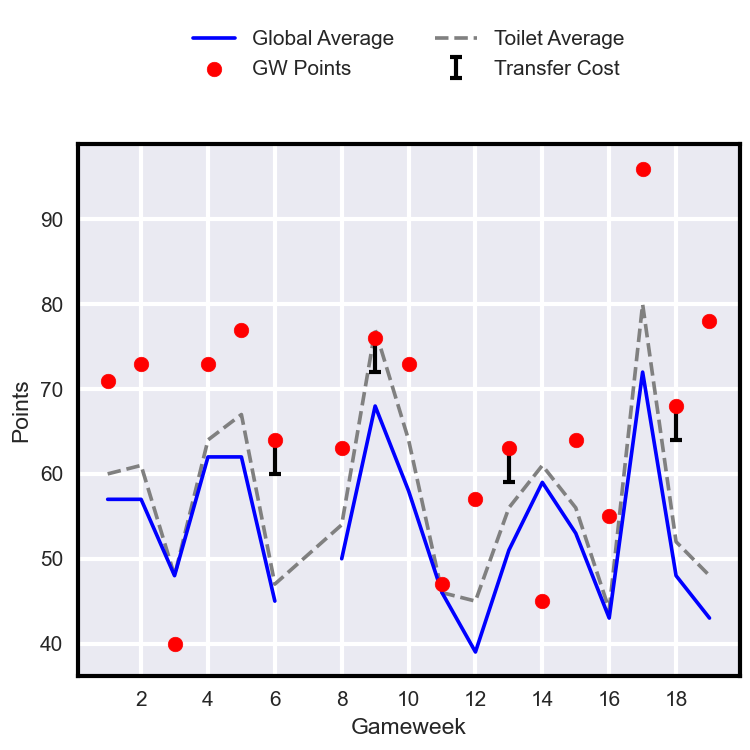 Global Average
GW Points
Toilet Average
Transfer Cost
90
80
70
60
50
40
Points
2 4 6 8 10 12 14 16 18
Gameweek